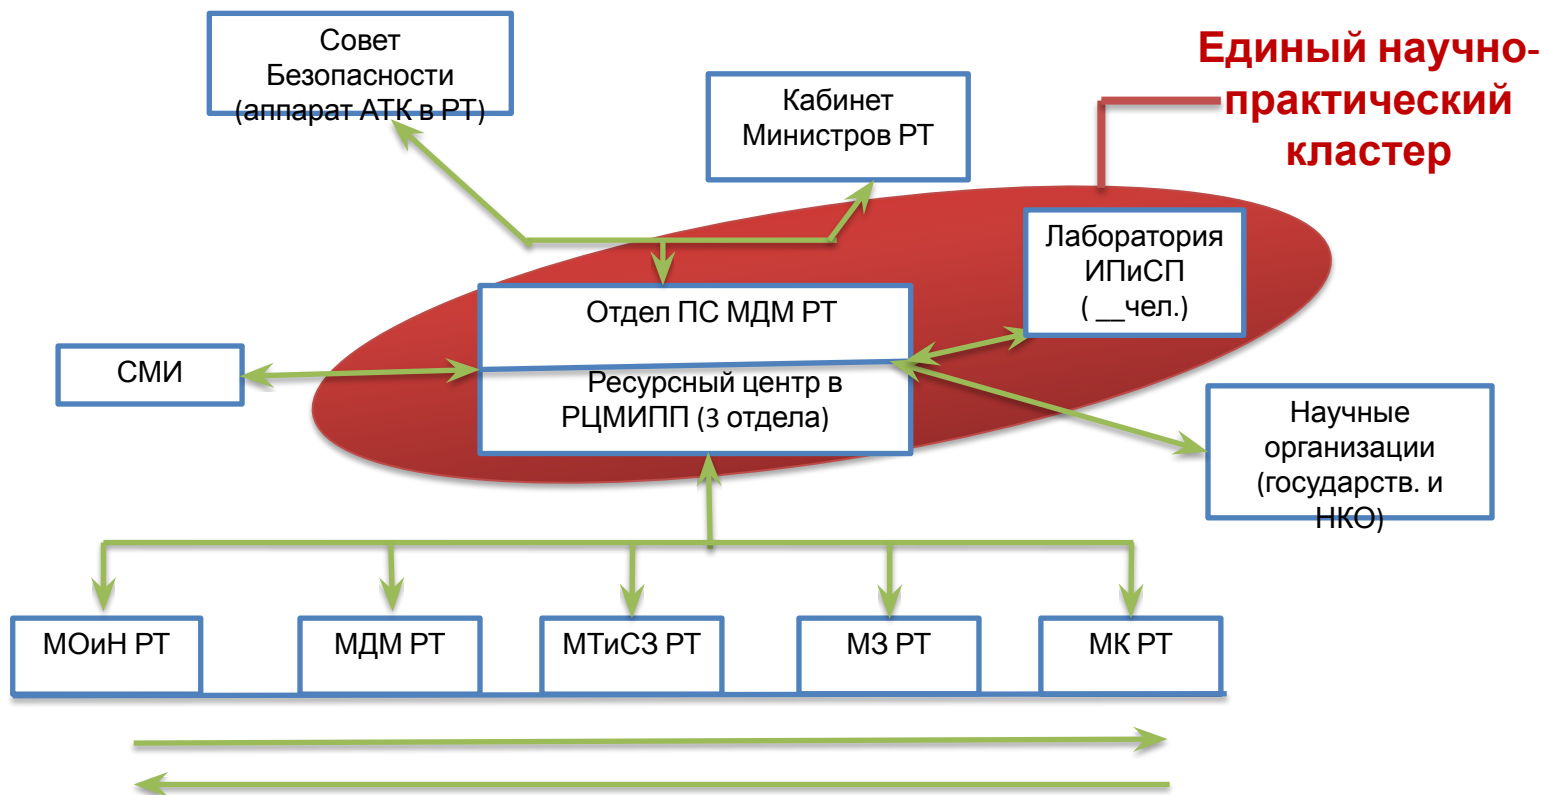 Совет
Безопасности
(аппарат АТК в РТ)
Кабинет
Министров РТ
Единый научно-
практический
кластер
Лаборатория
ИПиСП
( __чел.)
Отдел ПС МДМ РТ
СМИ
Ресурсный центр в
РЦМИПП (3 отдела)
Научные
организации
(государств. и
НКО)
МОиН РТ
МДМ РТ
МТиСЗ РТ
МЗ РТ
МК РТ